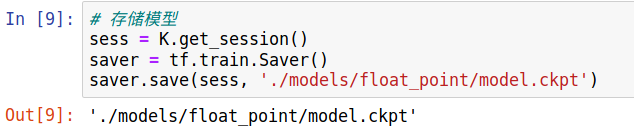 In [9]: # 存储模型
sess = K.get_session()
saver = tf.train.Saver()
saver.save(sess, './models/float_point/model.ckpt')
Out[9]: './models/float_point/model.ckpt'